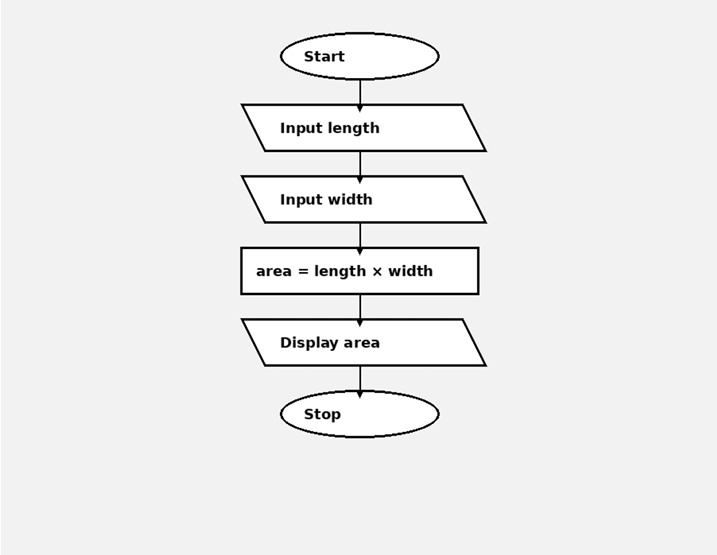 Start
Input length
Input width
area = length × width
Display area
Stop